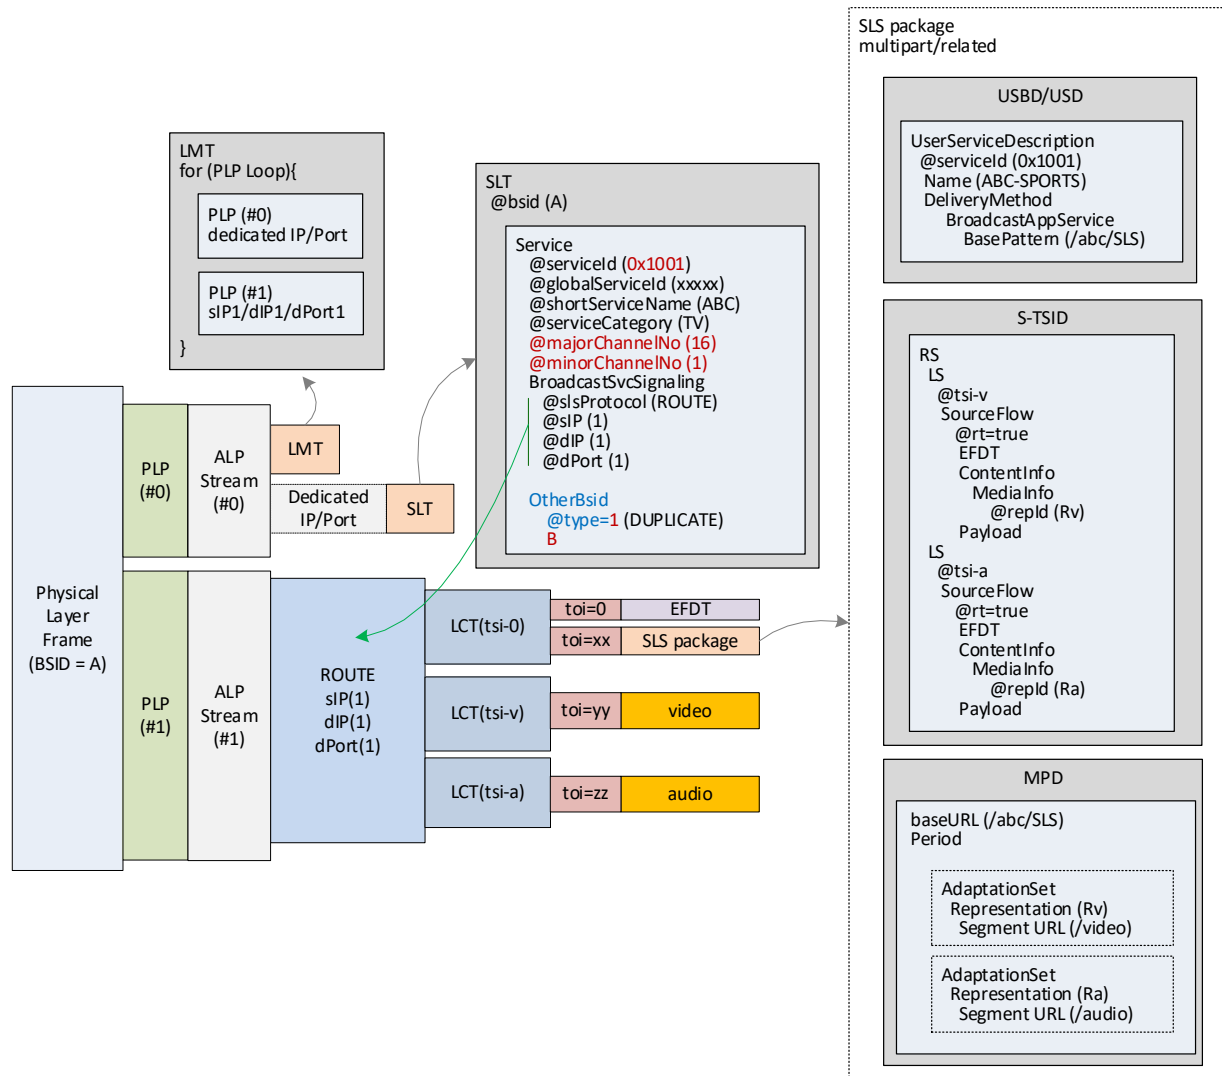 SLS package
multipart/related
USBD/USD
UserServiceDescription
@serviceId (0x1001)
Name (ABC-SPORTS)
DeliveryMethod
BroadcastAppService
BasePattern (/abc/SLS)
LMT
for (PLP Loop){
PLP (#0)
dedicated IP/Port
PLP (#1)
sIP1/dIP1/dPort1
}
SLT
@bsid (A)
Service
@serviceId (0x1001)
@globalServiceId (xxxxx)
@shortServiceName (ABC)
@serviceCategory (TV)
@majorChannelNo (16)
@minorChannelNo (1)
BroadcastSvcSignaling
@slsProtocol (ROUTE)
@sIP (1)
@dIP (1)
@dPort (1)
OtherBsid
@type=1 (DUPLICATE)
B
S-TSID
RS
LS
@tsi-v
SourceFlow
@rt=true
EFDT
ContentInfo
MediaInfo
@repId (Rv)
Payload
LS
@tsi-a
SourceFlow
@rt=true
EFDT
ContentInfo
MediaInfo
@repId (Ra)
Payload
Physical
Layer
Frame
(BSID = A)
PLP
(#0)
ALP
Stream
(#0)
LMT
Dedicated
IP/Port
SLT
PLP
(#1)
ALP
Stream
(#1)
ROUTE
sIP(1)
dIP(1)
dPort(1)
LCT(tsi-0)
toi=0
EFDT
toi=xx
SLS package
LCT(tsi-v)
toi=yy
video
LCT(tsi-a)
toi=zz
audio
MPD
baseURL (/abc/SLS)
Period
AdaptationSet
Representation (Rv)
Segment URL (/video)
AdaptationSet
Representation (Ra)
Segment URL (/audio)